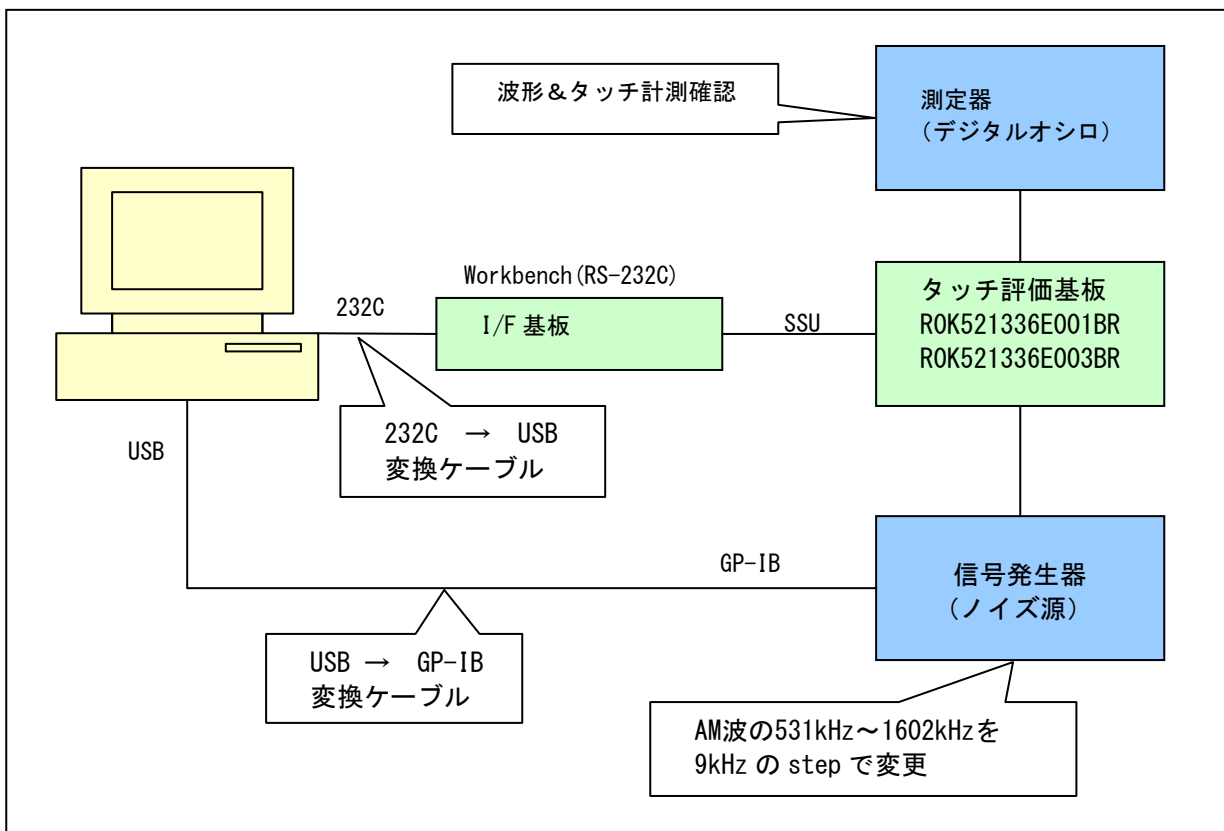 波形＆タッチ計測確認
測定器
（デジタルオシロ）
Workbench(RS-232C)
232C
I/F 基板
SSU
タッチ評価基板
R0K521336E001BR
R0K521336E003BR
232C → USB
変換ケーブル
USB
GP-IB
信号発生器
（ノイズ源）
USB → GP-IB
変換ケーブル
AM波の531kHz～1602kHzを
9kHz の step で変更